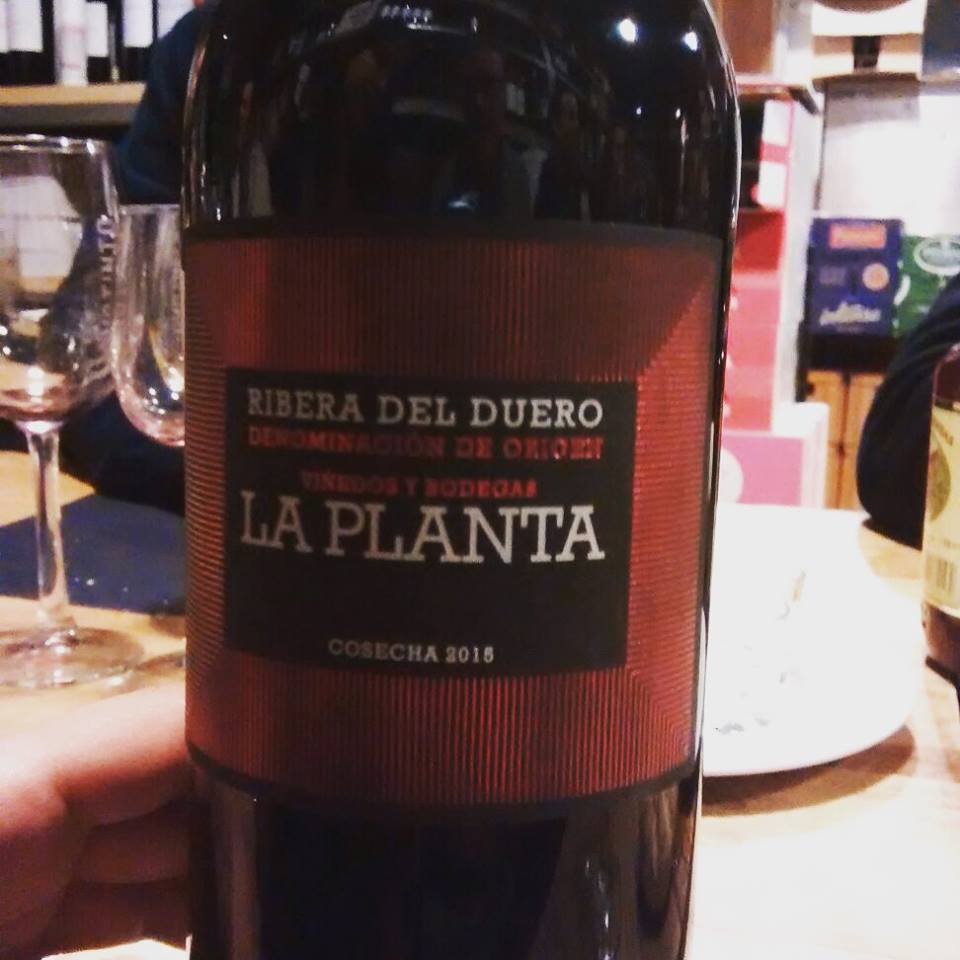 RIBERA DEL DUERO
DENOMINACIÓN DE ORIGEN
VIÑEDOS Y BODEGAS
LA PLANTA
COSECHA 2015